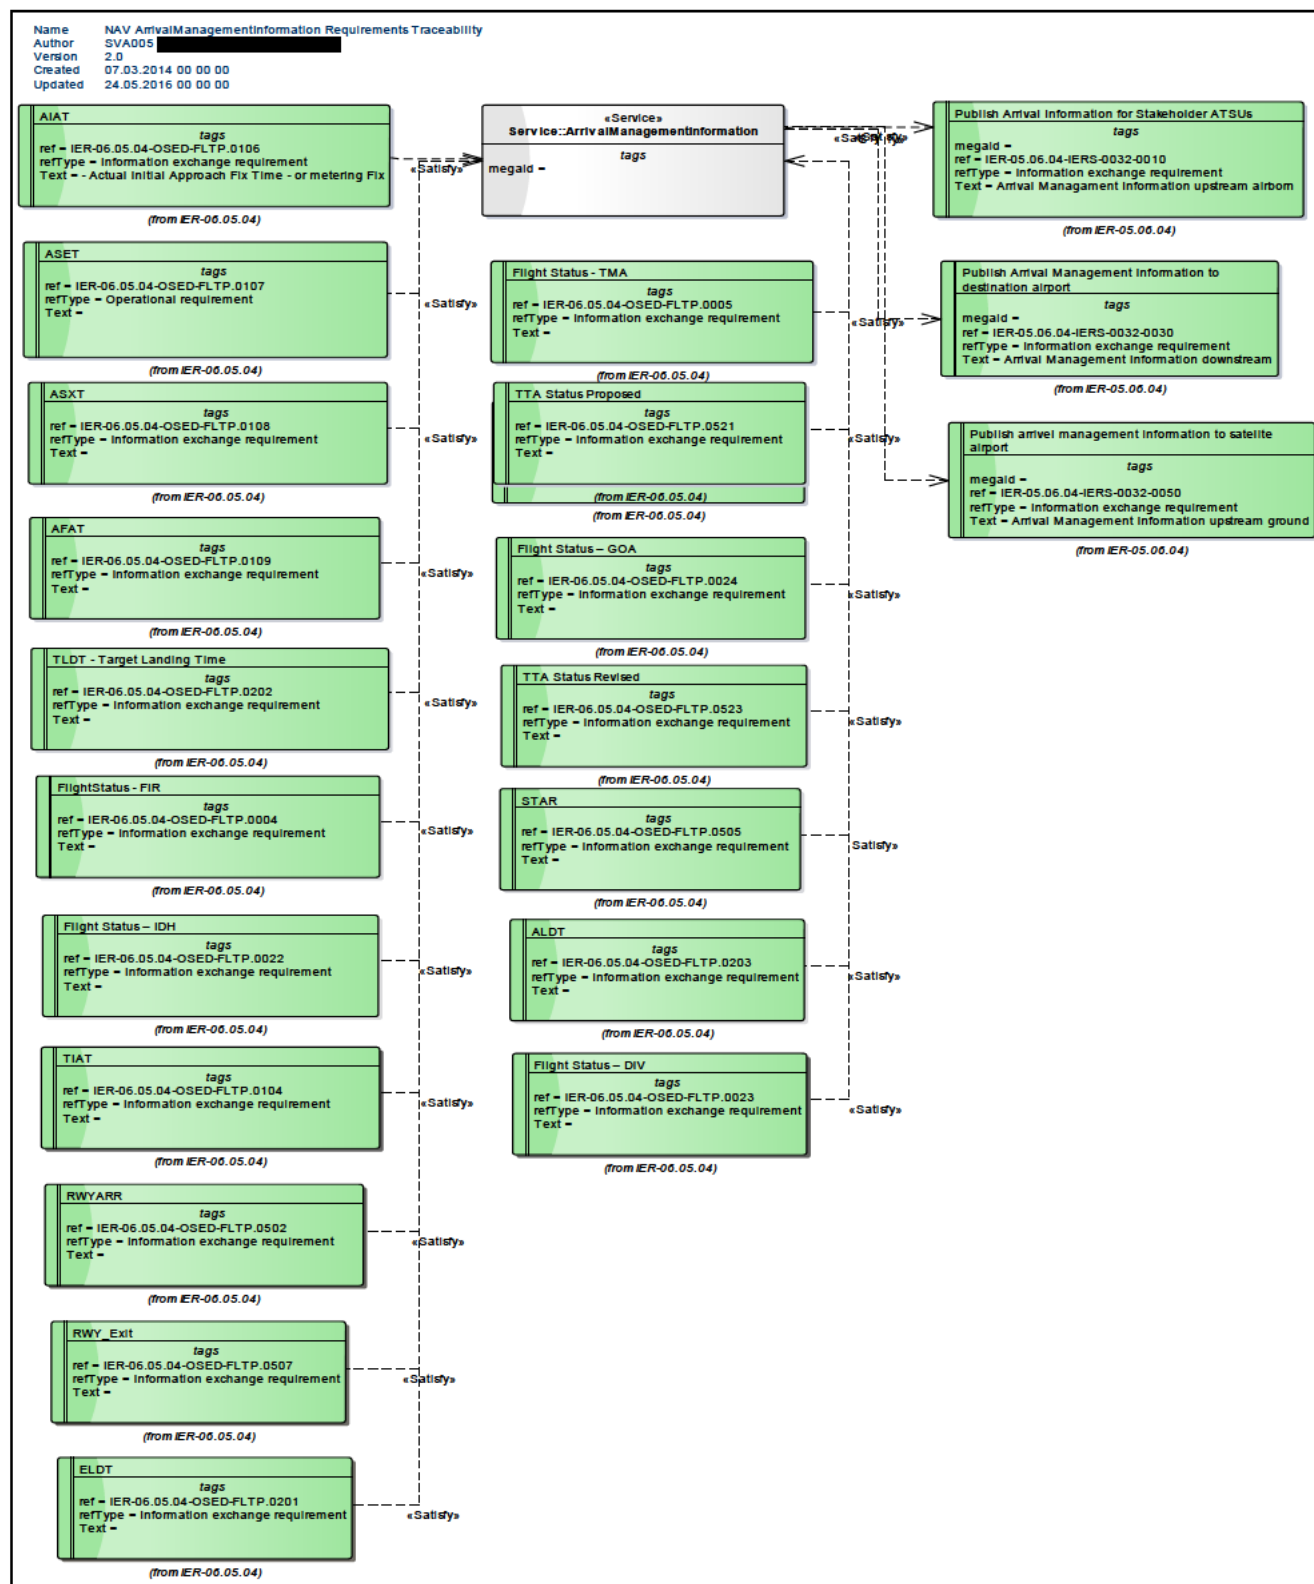 Name NAV ArrivalManagementInformation Requirements Traceability
Author SVA005
Version 2.0
Created 07.03.2014 00 00 00
Updated 24.05.2016 00 00 00
AIAT
tags
ref = IER-06.05.04-OSED-FLTP.0106
refType = Information exchange requirement
Text = - Actual Initial Approach Fix Time - or metering Fix
(from IER-06.05.04)
«Satisfy»
ASET
tags
ref = IER-06.05.04-OSED-FLTP.0107
refType = Operational requirement
Text =
(from IER-06.05.04)
«Satisfy»
ASXT
tags
ref = IER-06.05.04-OSED-FLTP.0108
refType = Information exchange requirement
Text =
(from IER-06.05.04)
«Satisfy»
AFAT
tags
ref = IER-06.05.04-OSED-FLTP.0109
refType = Information exchange requirement
Text =
(from IER-06.05.04)
«Satisfy»
TLDT - Target Landing Time
tags
ref = IER-06.05.04-OSED-FLTP.0202
refType = Information exchange requirement
Text =
(from IER-06.05.04)
«Satisfy»
FlightStatus - FIR
tags
ref = IER-06.05.04-OSED-FLTP.0004
refType = Information exchange requirement
Text =
(from IER-06.05.04)
«Satisfy»
Flight Status – IDH
tags
ref = IER-06.05.04-OSED-FLTP.0022
refType = Information exchange requirement
Text =
(from IER-06.05.04)
«Satisfy»
TIAT
tags
ref = IER-06.05.04-OSED-FLTP.0104
refType = Information exchange requirement
Text =
(from IER-06.05.04)
«Satisfy»
RWYARR
tags
ref = IER-06.05.04-OSED-FLTP.0502
refType = Information exchange requirement
Text =
(from IER-06.05.04)
«Satisfy»
RWY_Exit
tags
ref = IER-06.05.04-OSED-FLTP.0507
refType = Information exchange requirement
Text =
(from IER-06.05.04)
«Satisfy»
ELDT
tags
ref = IER-06.05.04-OSED-FLTP.0201
refType = Information exchange requirement
Text =
(from IER-06.05.04)
«Satisfy»
«Service»
Service::ArrivalManagementInformation
tags
megaId =
Flight Status - TMA
tags
ref = IER-06.05.04-OSED-FLTP.0005
refType = Information exchange requirement
Text =
(from IER-06.05.04)
«Satisfy»
TTA Status Proposed
tags
ref = IER-06.05.04-OSED-FLTP.0521
refType = Information exchange requirement
Text =
(from IER-06.05.04)
(from IER-06.05.04)
«Satisfy»
Flight Status – GOA
tags
ref = IER-06.05.04-OSED-FLTP.0024
refType = Information exchange requirement
Text =
(from IER-06.05.04)
«Satisfy»
TTA Status Revised
tags
ref = IER-06.05.04-OSED-FLTP.0523
refType = Information exchange requirement
Text =
(from IER-06.05.04)
«Satisfy»
STAR
tags
ref = IER-06.05.04-OSED-FLTP.0505
refType = Information exchange requirement
Text =
(from IER-06.05.04)
Satisfy»
ALDT
tags
ref = IER-06.05.04-OSED-FLTP.0203
refType = Information exchange requirement
Text =
(from IER-06.05.04)
«Satisfy»
Flight Status – DIV
tags
ref = IER-06.05.04-OSED-FLTP.0023
refType = Information exchange requirement
Text =
(from IER-06.05.04)
«Satisfy»
Publish Arrival Information for Stakeholder ATSUs
tags
megaId =
ref = IER-05.06.04-IERS-0032-0010
refType = Information exchange requirement
Text = Arrival Managament Information upstream airborn
(from IER-05.06.04)
Publish Arrival Management Information to
destination airport
tags
megaId =
ref = IER-05.06.04-IERS-0032-0030
refType = Information exchange requirement
Text = Arrival Management Information downstream
(from IER-05.06.04)
Publish arrivel management information to satelite
airport
tags
megaId =
ref = IER-05.06.04-IERS-0032-0050
refType = Information exchange requirement
Text = Arrival Management Information upstream ground
(from IER-05.06.04)